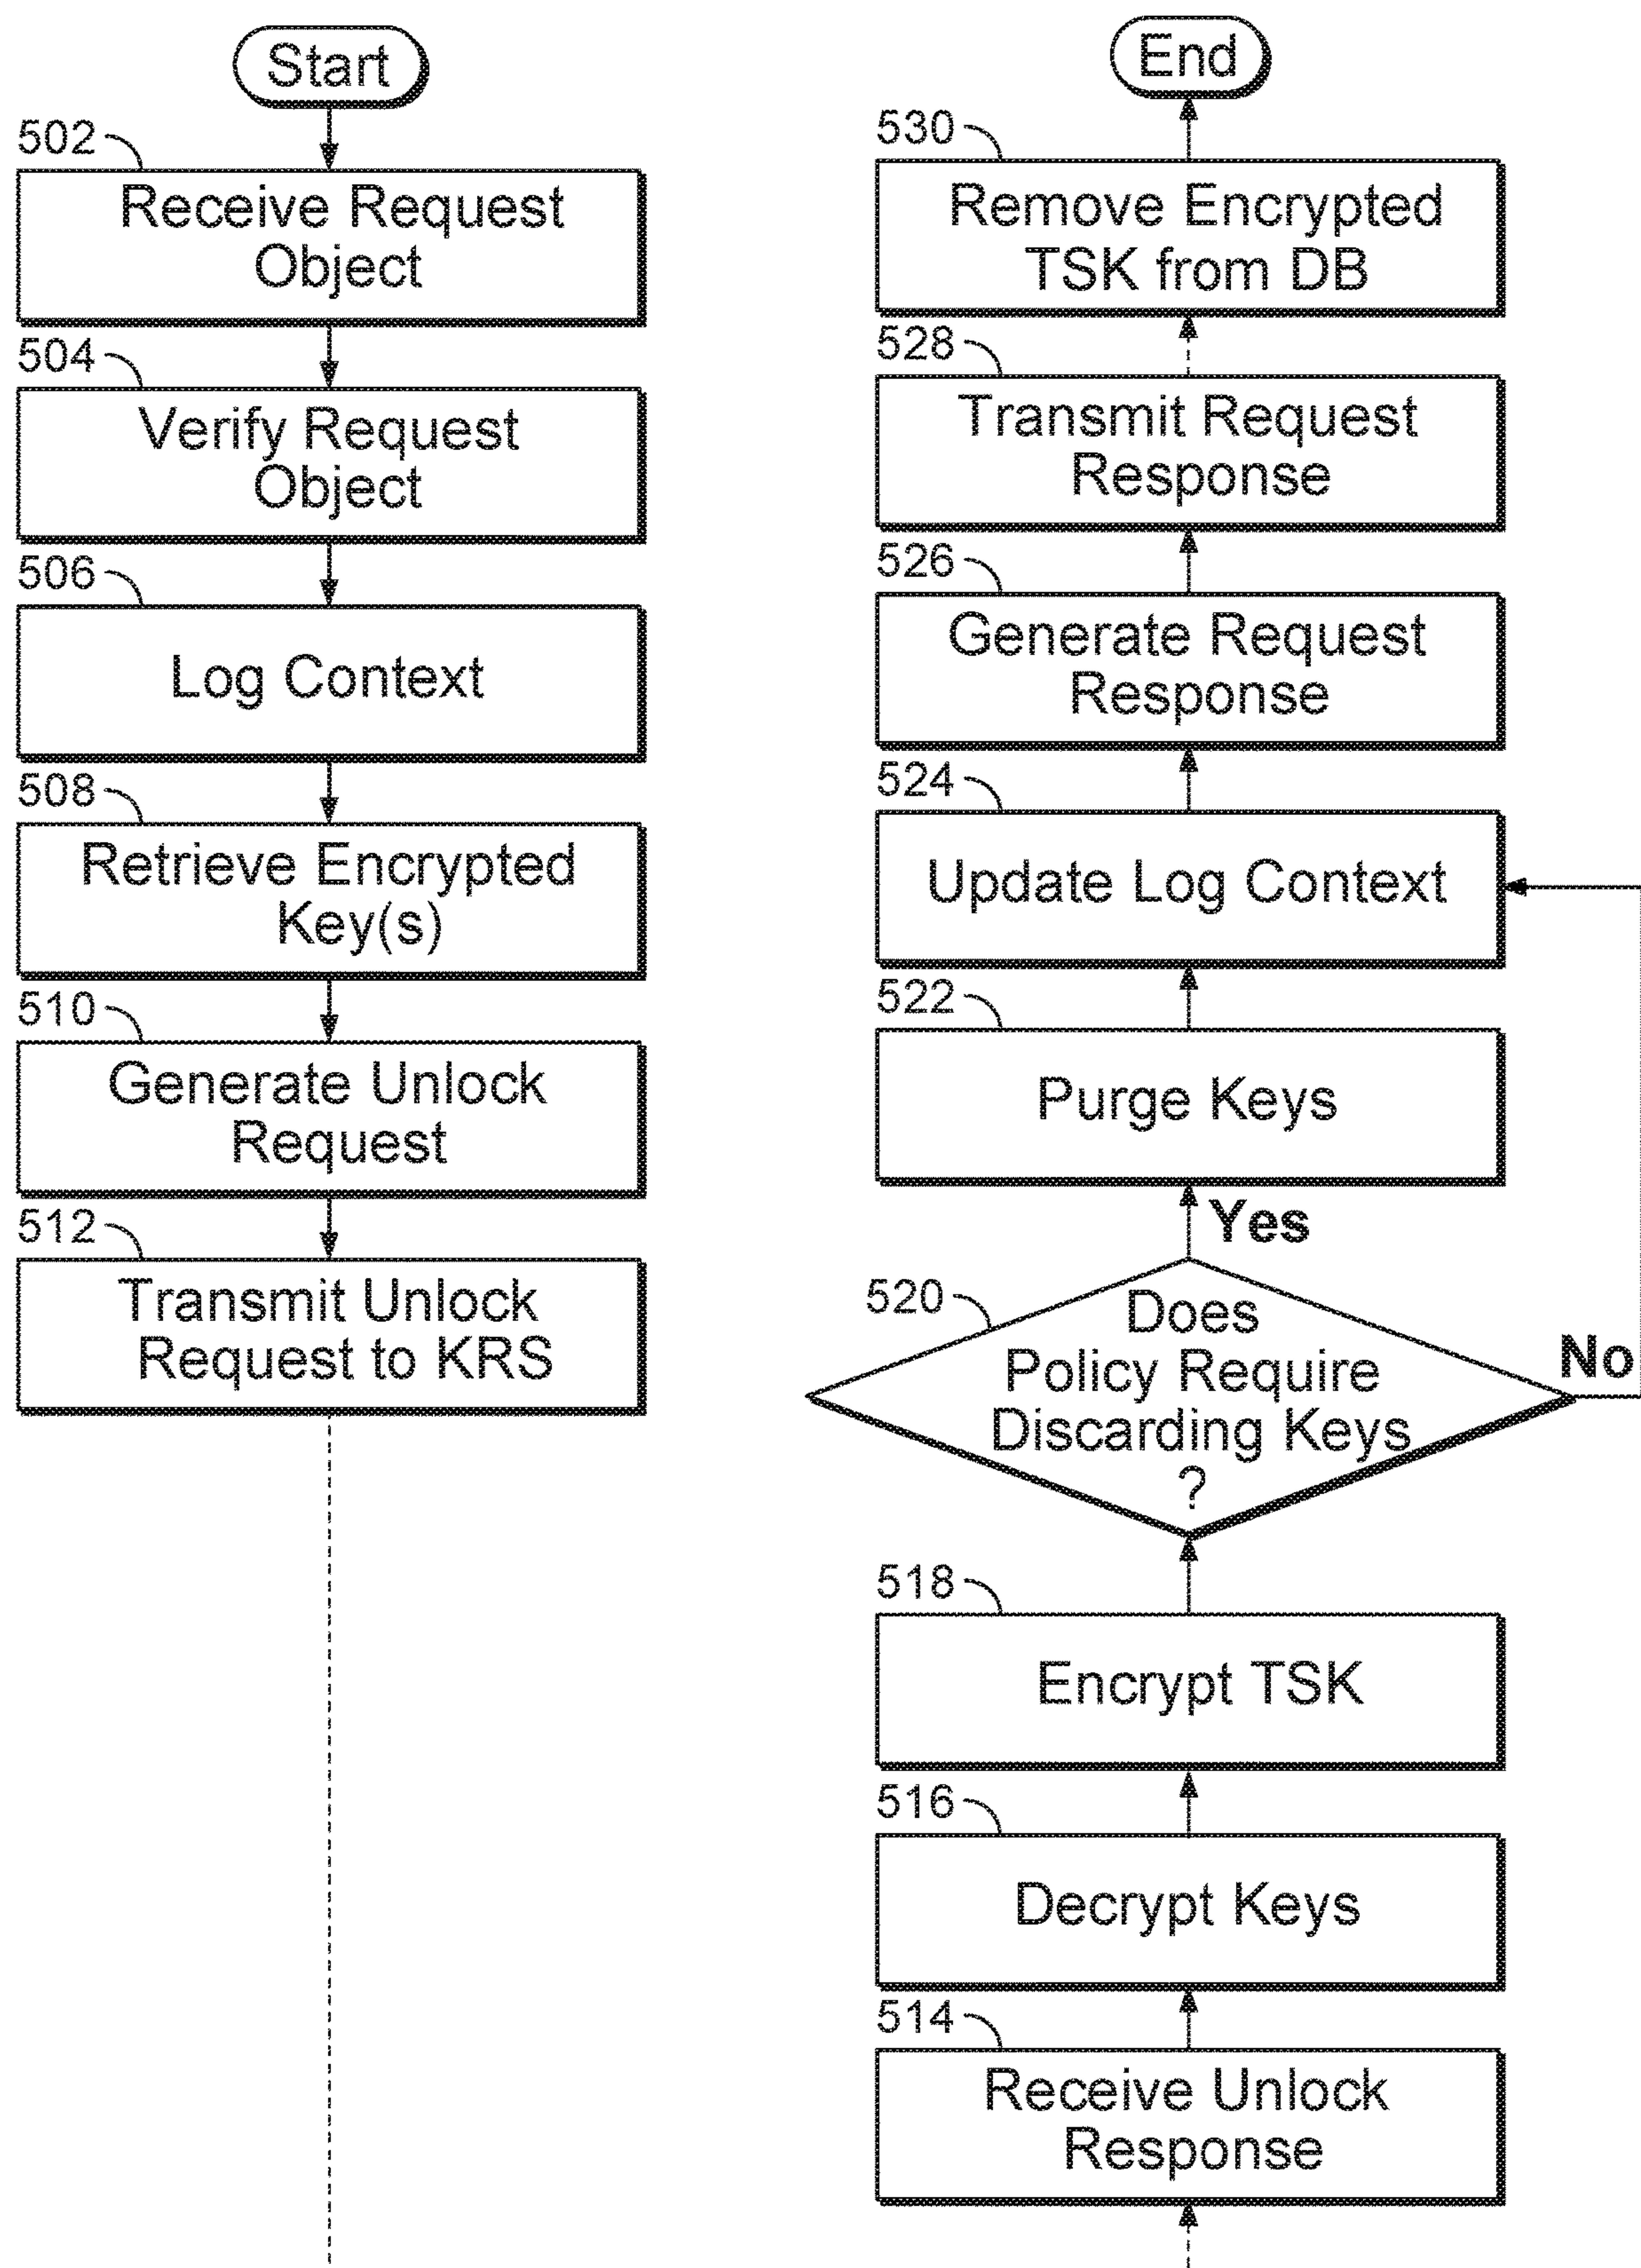 Start
502
Receive Request
Object
504
Verify Request
Object
506
Log Context
508
Retrieve Encrypted
Key(s)
510
Generate Unlock
Request
512
Transmit Unlock
Request to KRS
End
530
Remove Encrypted
TSK from DB
528
Transmit Request
Response
526
Generate Request
Response
524
Update Log Context
522
Purge Keys
Yes
520
Does
Policy Require
Discarding Keys
?
No
518
Encrypt TSK
516
Decrypt Keys
514
Receive Unlock
Response